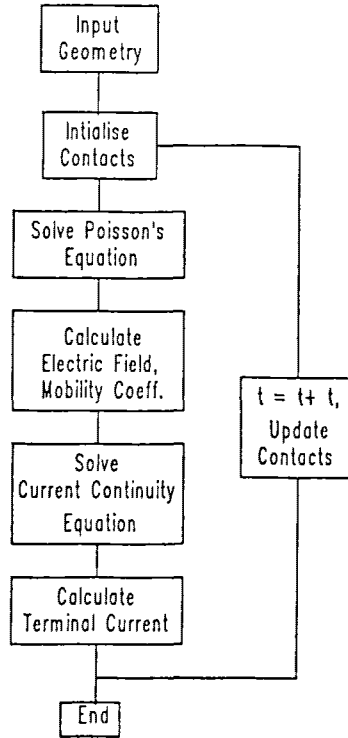 Input
Geometry
Intialise
Contacts
Solve Poisson's
Equation
Calculate
Electric Field,
Mobility Coeff.
Solve
Current Continuity
Equation
Calculate
Terminal Current
t = t+ t,
Update
Contacts
End